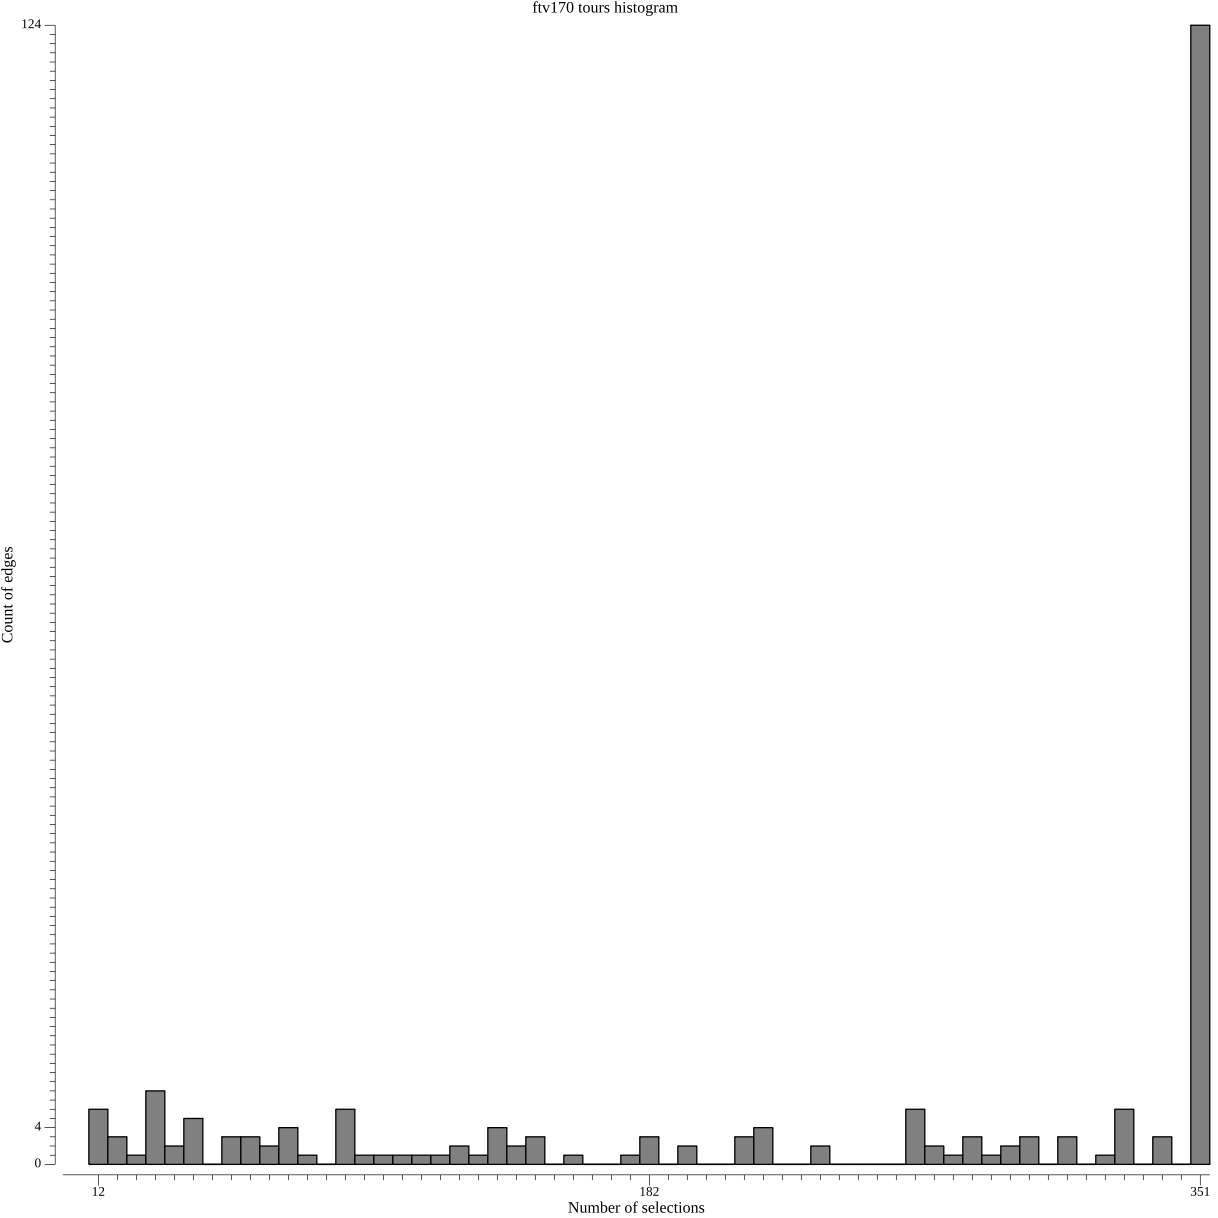 ftv170 tours histogram
124
Count of edges
4
0
12 182 351
Number of selections